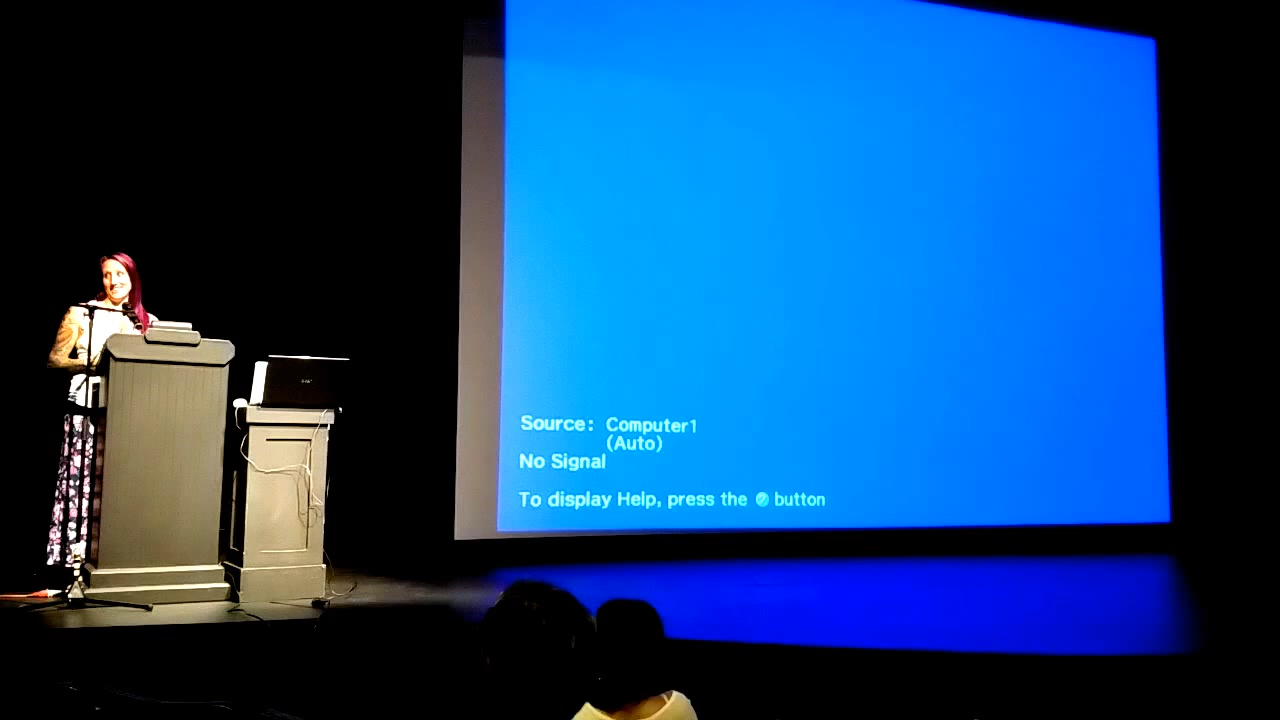 Source: Computer1
(Auto)
No Signal
To display Help, press the ? button